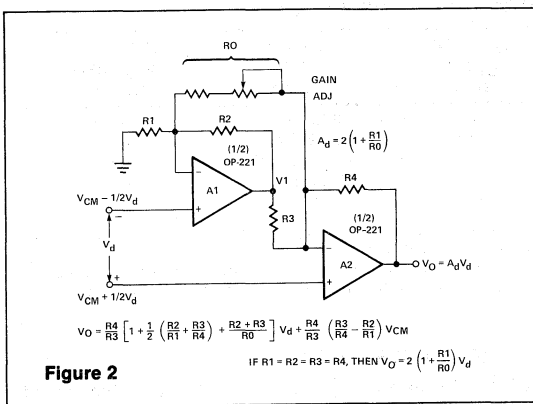 RO
GAIN
ADJ
R1
R2
A_d = 2 (1 + R1/R0)
(1/2)
OP-221
V1
A1
−
+
R4
V_CM − 1/2V_d
−
R3
(1/2)
OP-221
V_d
−
A2
+
V_O = A_dV_d
+
V_CM + 1/2V_d
V_O = R4/R3 [1 + 1/2 (R2/R1 + R3/R4) + R2 + R3/R0] V_d + R4/R3 (R3/R4 − R2/R1) V_CM
IF R1 = R2 = R3 = R4, THEN V_O = 2 (1 + R1/R0) V_d
Figure 2